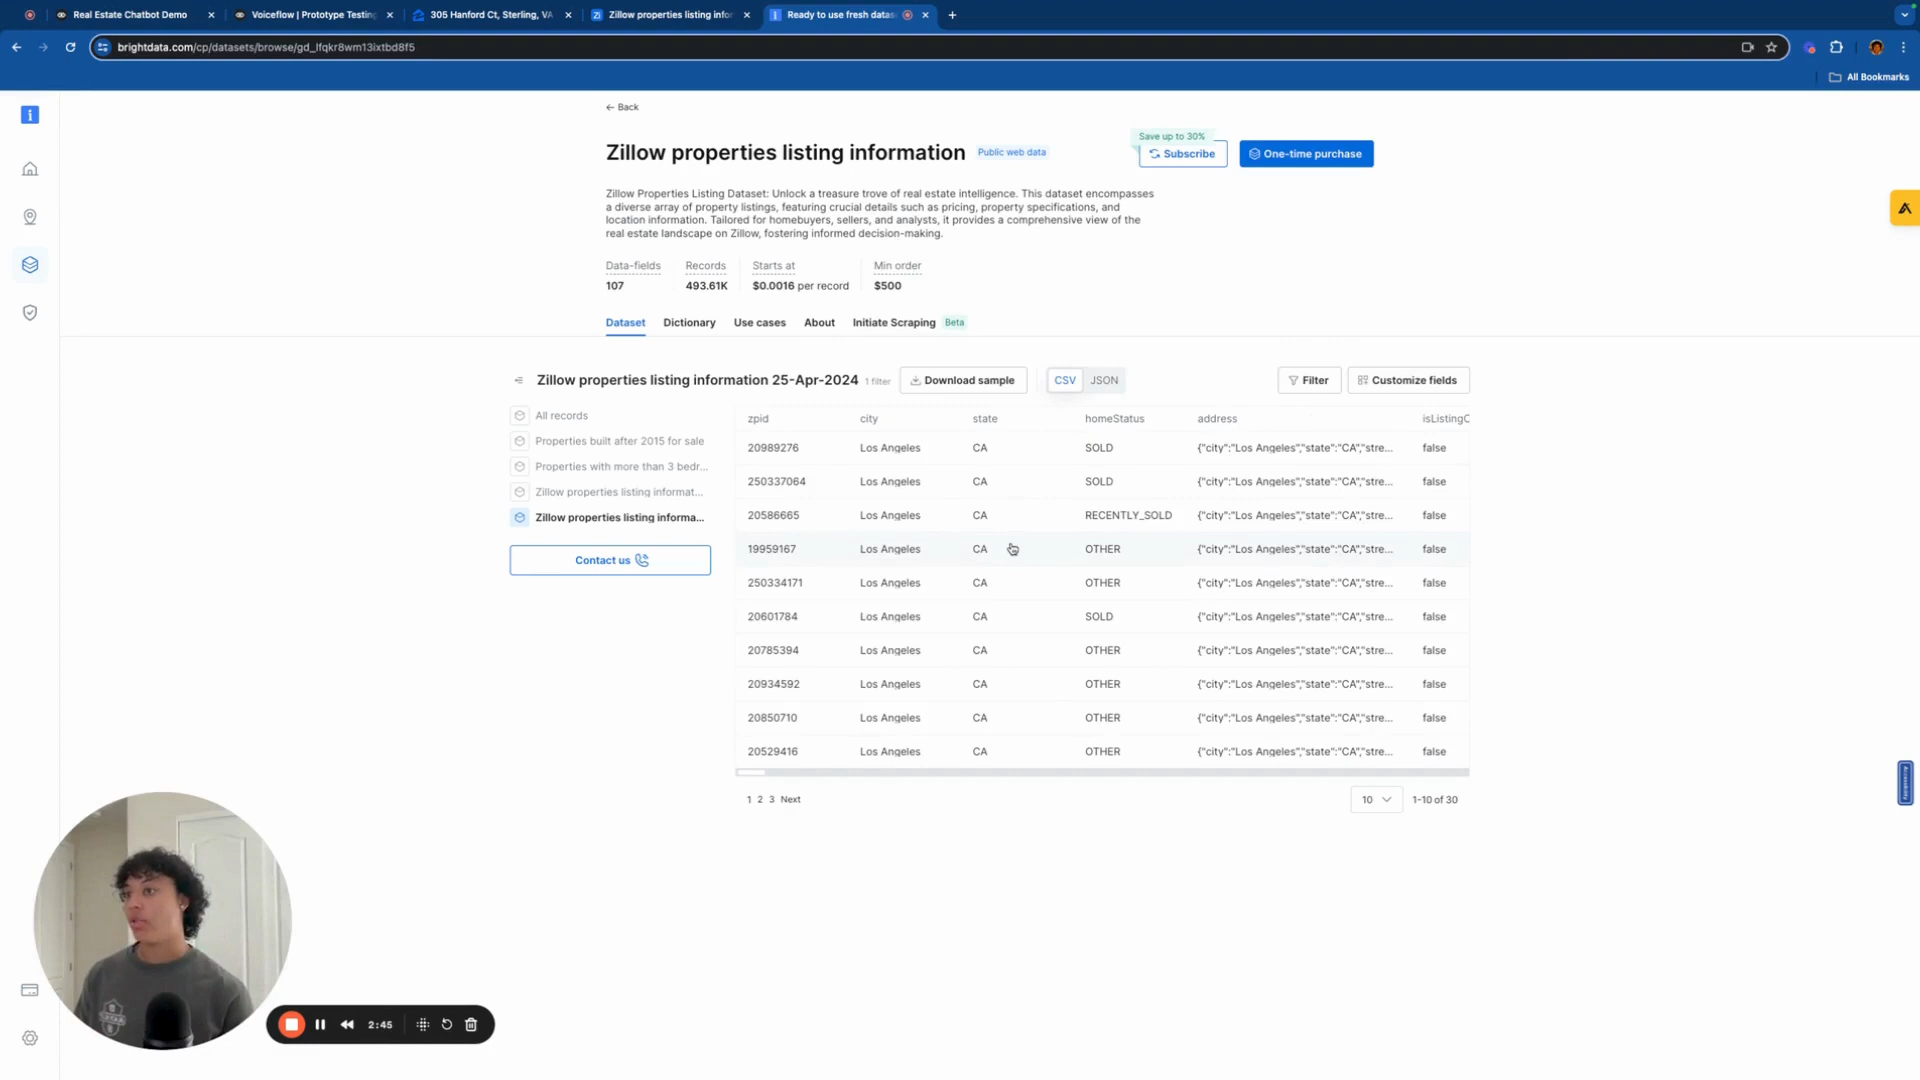 Real Estate Chatbot Demo
Voiceflow | Prototype Testing
305 Hanford Ct, Sterling, VA
Zillow properties listing infor
Ready to use fresh datas
brightdata.com/cp/datasets/browse/gd_lfqkr8wm13ixtbd8f5
All Bookmarks
Back
Zillow properties listing information
Public web data
Save up to 30%
Subscribe
One-time purchase
Zillow Properties Listing Dataset: Unlock a treasure trove of real estate intelligence. This dataset encompasses
a diverse array of property listings, featuring crucial details such as pricing, property specifications, and
location information. Tailored for homebuyers, sellers, and analysts, it provides a comprehensive view of the
real estate landscape on Zillow, fostering informed decision-making.
Data-fields Records Starts at Min order
107 493.61K $0.0016 per record $500
Dataset Dictionary Use cases About Initiate Scraping Beta
Zillow properties listing information 25-Apr-2024 1 filter Download sample CSV JSON Filter Customize fields
All records
Properties built after 2015 for sale
Properties with more than 3 bedr...
Zillow properties listing informat...
Zillow properties listing informa...
Contact us
zpid city state homeStatus address isListingC
20989276 Los Angeles CA SOLD {"city":"Los Angeles","state":"CA","stre... false
250337064 Los Angeles CA SOLD {"city":"Los Angeles","state":"CA","stre... false
20586665 Los Angeles CA RECENTLY_SOLD {"city":"Los Angeles","state":"CA","stre... false
19959167 Los Angeles CA OTHER {"city":"Los Angeles","state":"CA","stre... false
250334171 Los Angeles CA OTHER {"city":"Los Angeles","state":"CA","stre... false
20601784 Los Angeles CA SOLD {"city":"Los Angeles","state":"CA","stre... false
20785394 Los Angeles CA OTHER {"city":"Los Angeles","state":"CA","stre... false
20934592 Los Angeles CA OTHER {"city":"Los Angeles","state":"CA","stre... false
20850710 Los Angeles CA OTHER {"city":"Los Angeles","state":"CA","stre... false
20529416 Los Angeles CA OTHER {"city":"Los Angeles","state":"CA","stre... false
1 2 3 Next
10
1-10 of 30
2:45